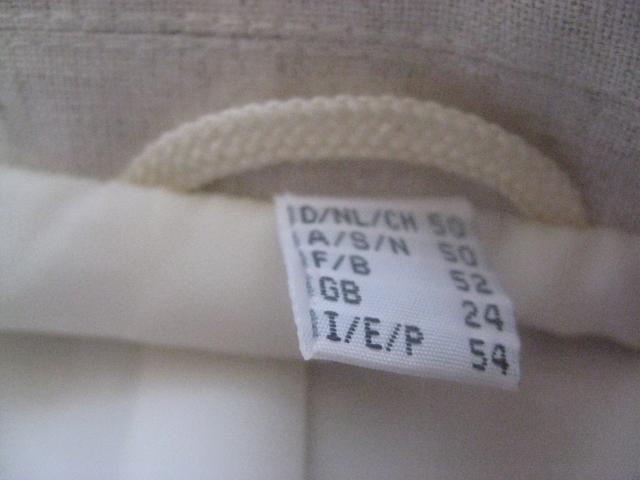 D/NL/CH 50
A/S/N 50
F/B 52
GB 24
I/E/P 54